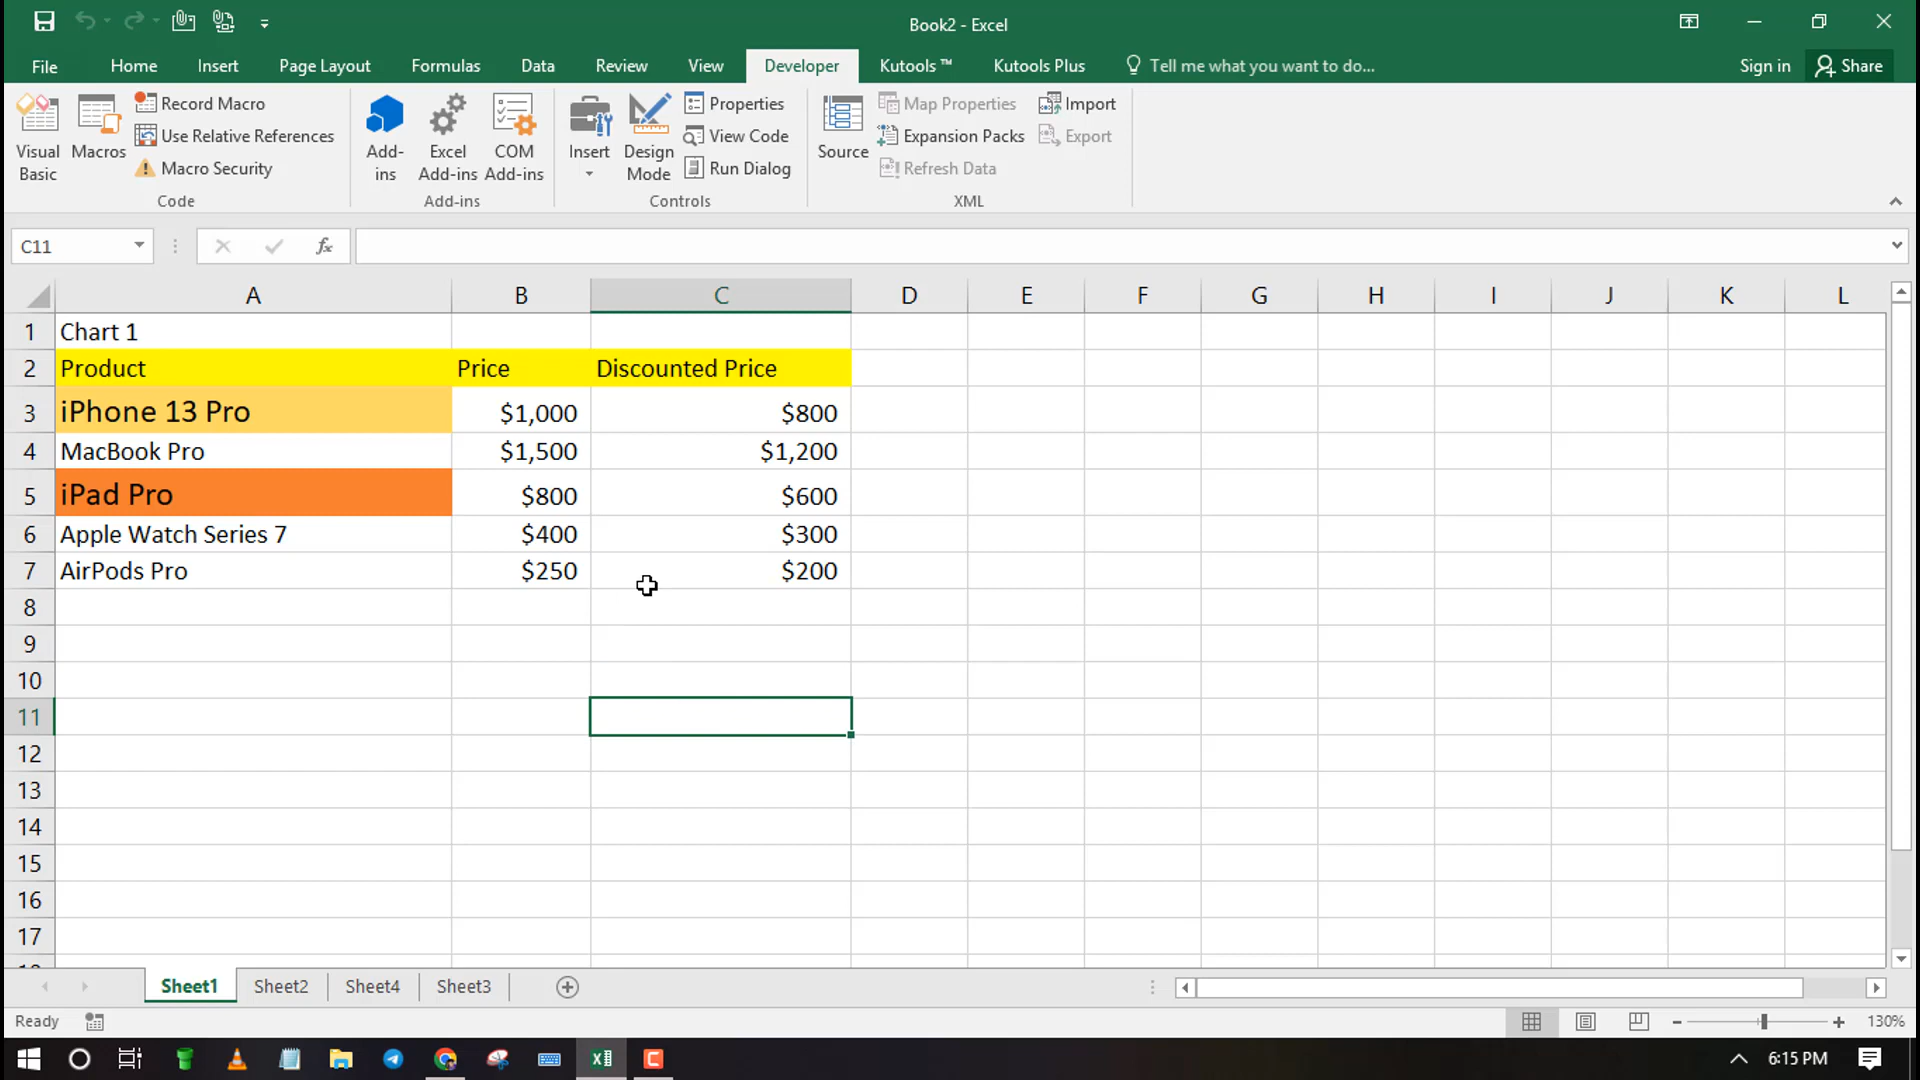 Book2 - Excel
File Home Insert Page Layout Formulas Data Review View Developer Kutools ™ Kutools Plus Tell me what you want to do... Sign in Share
Visual Basic
Macros
Record Macro
Use Relative References
Macro Security
Code
Add-ins
Excel Add-ins
COM Add-ins
Add-ins
Insert
Design Mode
Properties
View Code
Run Dialog
Controls
Source
Map Properties
Expansion Packs
Refresh Data
Import
Export
XML
C11 fx
A B C D E F G H I J K L
1 Chart 1
2 Product Price Discounted Price
3 iPhone 13 Pro $1,000 $800
4 MacBook Pro $1,500 $1,200
5 iPad Pro $800 $600
6 Apple Watch Series 7 $400 $300
7 AirPods Pro $250 $200
8
9
10
11
12
13
14
15
16
17
Sheet1 Sheet2 Sheet4 Sheet3
Ready 130%
6:15 PM